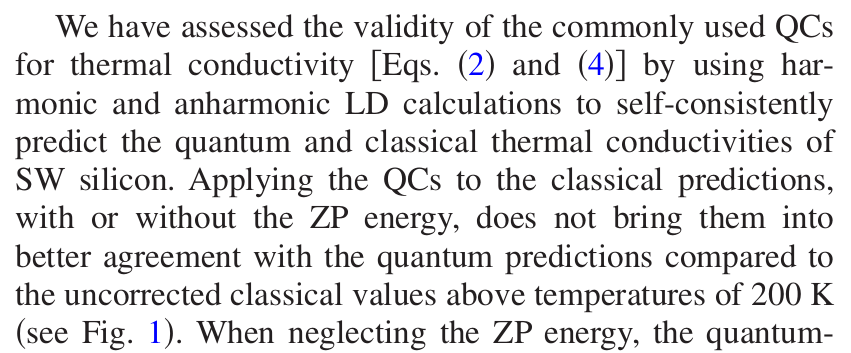 We have assessed the validity of the commonly used QCs
for thermal conductivity [Eqs. (2) and (4)] by using har-
monic and anharmonic LD calculations to self-consistently
predict the quantum and classical thermal conductivities of
SW silicon. Applying the QCs to the classical predictions,
with or without the ZP energy, does not bring them into
better agreement with the quantum predictions compared to
the uncorrected classical values above temperatures of 200 K
(see Fig. 1). When neglecting the ZP energy, the quantum-